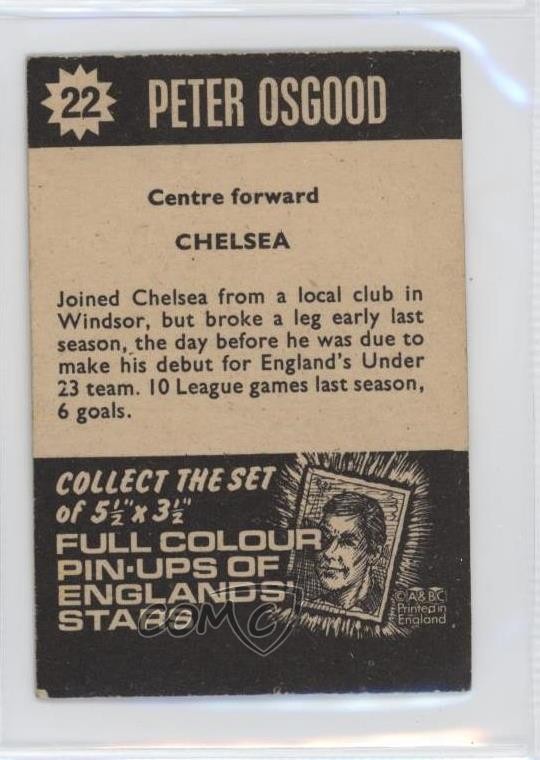 22
PETER OSGOOD
Centre forward
CHELSEA
Joined Chelsea from a local club in
Windsor, but broke a leg early last
season, the day before he was due to
make his debut for England's Under
23 team. 10 League games last season,
6 goals.
COLLECT THE SET
of 5½" x 3½"
FULL COLOUR
PIN-UPS OF
ENGLANDS'
STARS
© A & BC
Printed in
England
COMC